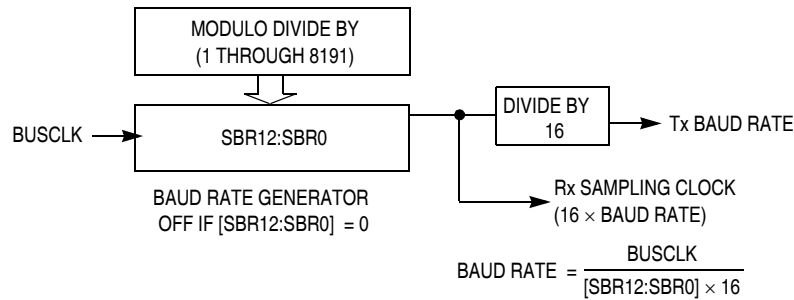 MODULO DIVIDE BY
(1 THROUGH 8191)
BUSCLK
SBR12:SBR0
DIVIDE BY
16
Tx BAUD RATE
BAUD RATE GENERATOR
OFF IF [SBR12:SBR0] = 0
Rx SAMPLING CLOCK
(16 × BAUD RATE)
BAUD RATE =
BUSCLK
[SBR12:SBR0] × 16